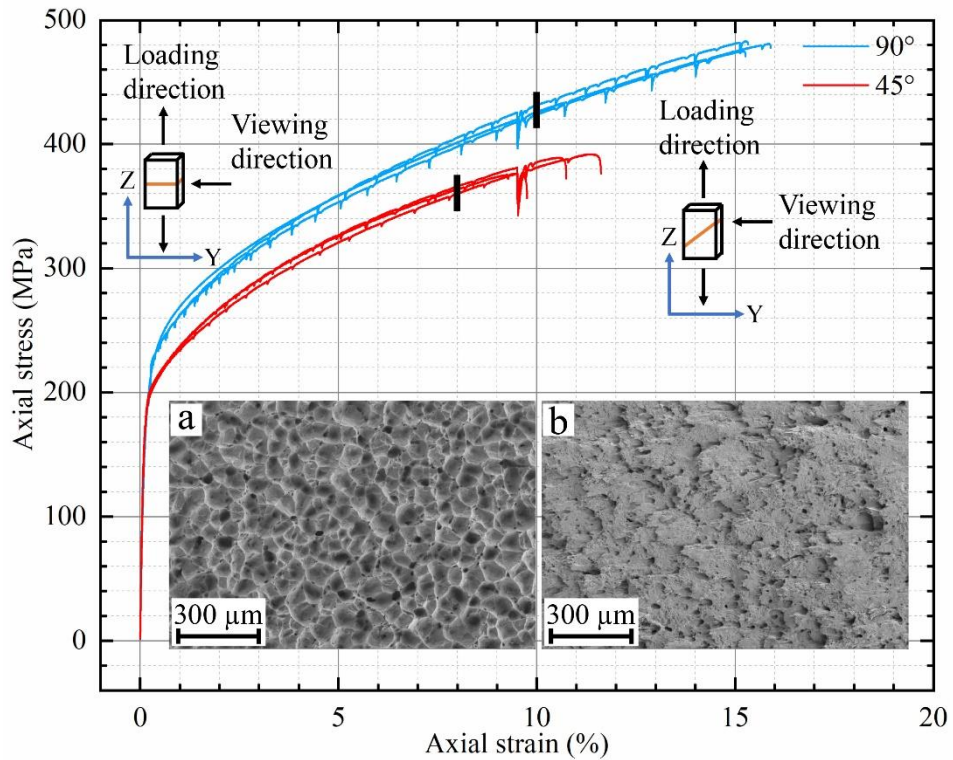 500
400
300
200
100
0
Axial stress (MPa)
0
5
10
15
20
Axial strain (%)
90°
45°
Loading
direction
Viewing
direction
Z
Y
Loading
direction
Viewing
direction
Z
Y
a
300 µm
b
300 µm